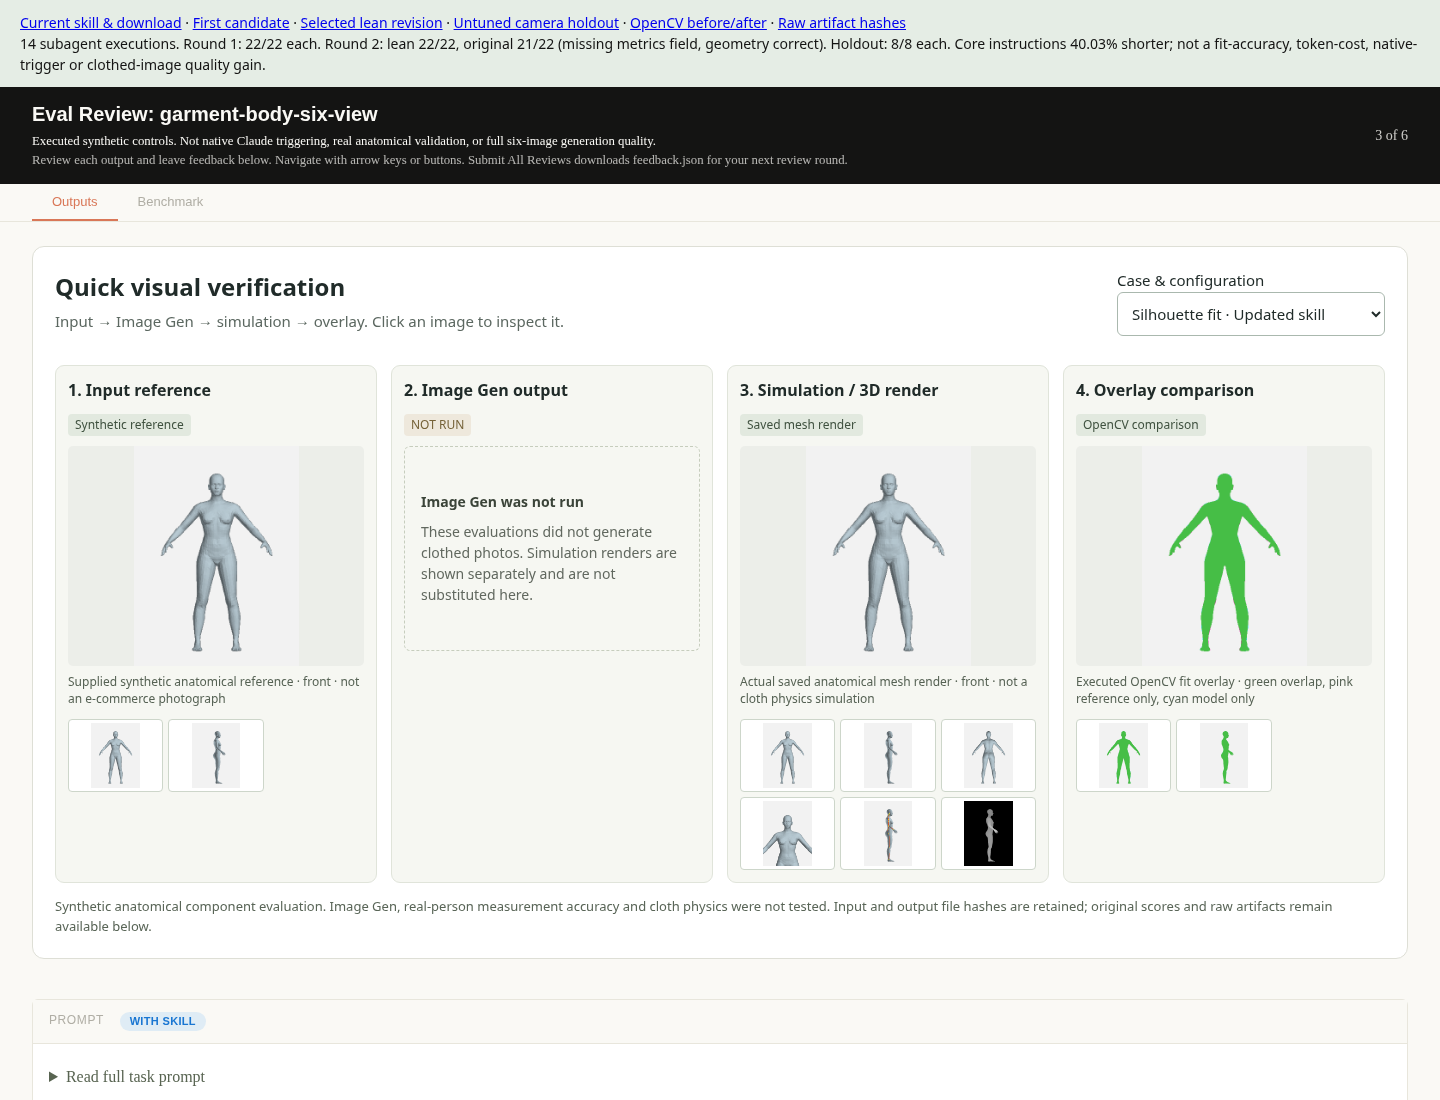 Current skill & download · First candidate · Selected lean revision · Untuned camera holdout · OpenCV before/after · Raw artifact hashes
14 subagent executions. Round 1: 22/22 each. Round 2: lean 22/22, original 21/22 (missing metrics field, geometry correct). Holdout: 8/8 each. Core instructions 40.03% shorter; not a fit-accuracy, token-cost, native-
trigger or clothed-image quality gain.
Eval Review: garment-body-six-view
Executed synthetic controls. Not native Claude triggering, real anatomical validation, or full six-image generation quality.
Review each output and leave feedback below. Navigate with arrow keys or buttons. Submit All Reviews downloads feedback.json for your next review round.
3 of 6
Outputs
Benchmark
Quick visual verification
Input → Image Gen → simulation → overlay. Click an image to inspect it.
Case & configuration
Silhouette fit · Updated skill
1. Input reference
Synthetic reference
Supplied synthetic anatomical reference · front · not
an e-commerce photograph
2. Image Gen output
NOT RUN
Image Gen was not run
These evaluations did not generate
clothed photos. Simulation renders are
shown separately and are not
substituted here.
3. Simulation / 3D render
Saved mesh render
Actual saved anatomical mesh render · front · not a
cloth physics simulation
4. Overlay comparison
OpenCV comparison
Executed OpenCV fit overlay · green overlap, pink
reference only, cyan model only
Synthetic anatomical component evaluation. Image Gen, real-person measurement accuracy and cloth physics were not tested. Input and output file hashes are retained; original scores and raw artifacts remain
available below.
PROMPT
WITH SKILL
Read full task prompt